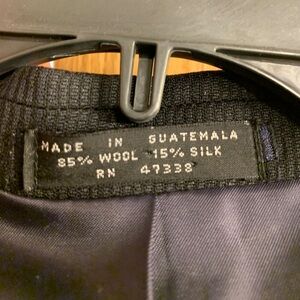 MADE IN GUATEMALA
85% WOOL 15% SILK
RN 47338